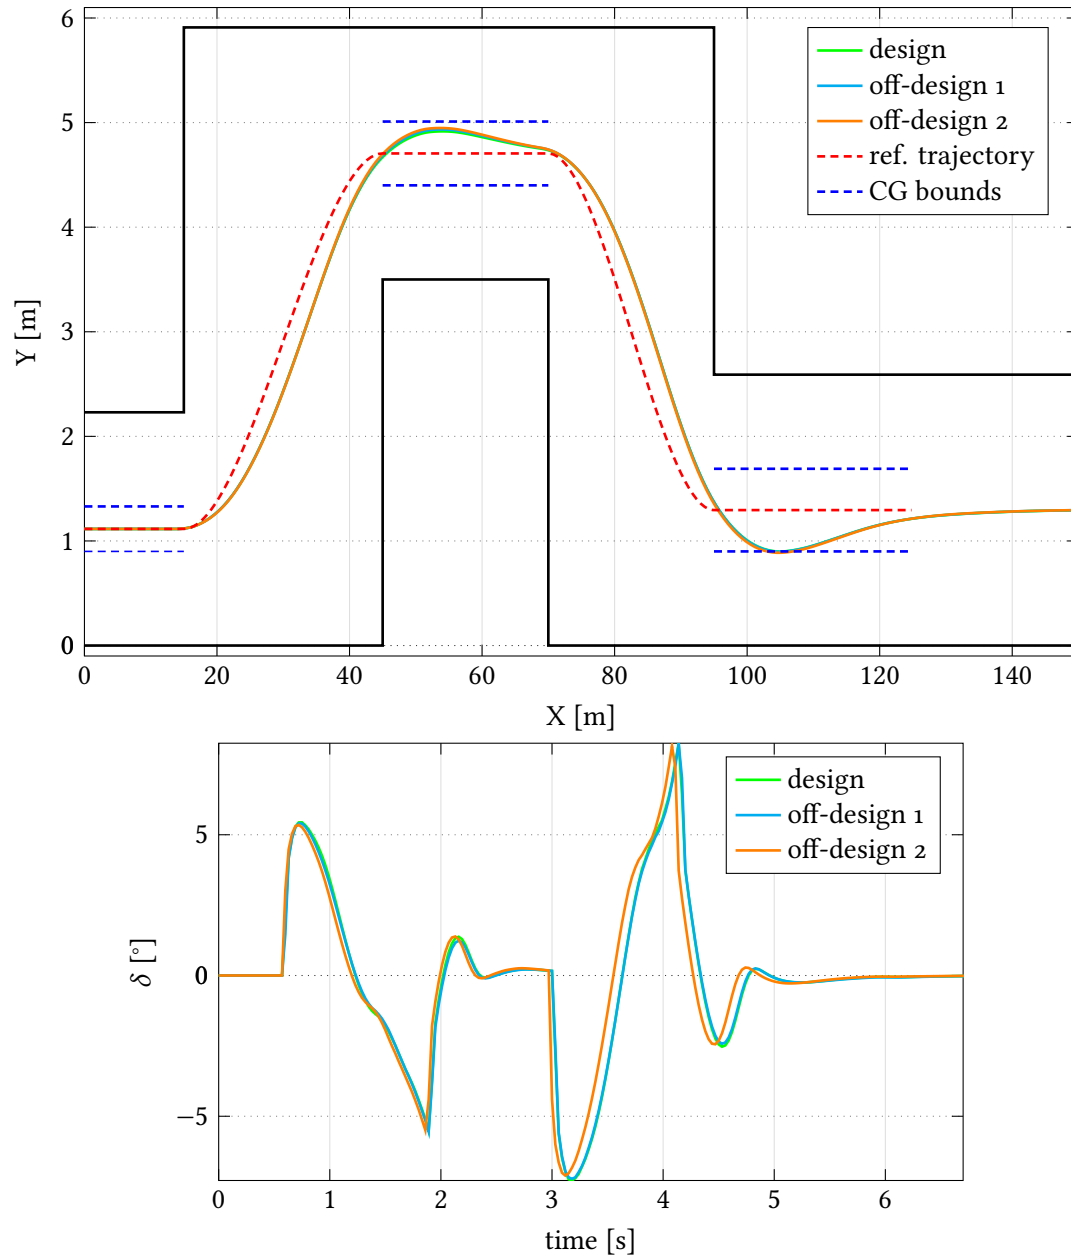 6
5
4
3
2
1
0
Y [m]
design
off-design 1
off-design 2
ref. trajectory
CG bounds
0 20 40 60 80 100 120 140
X [m]
5
0
−5
δ [°]
design
off-design 1
off-design 2
0 1 2 3 4 5 6
time [s]